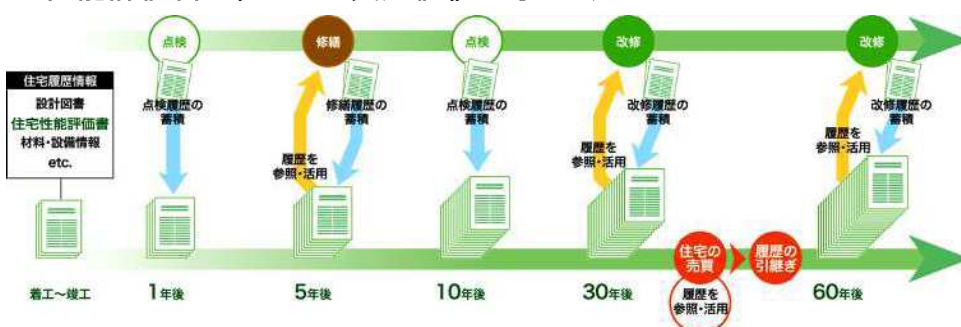 点検
修繕
点検
改修
改修
住宅履歴情報
設計図書
住宅性能評価書
材料・設備情報
etc.
点検履歴の
蓄積
修繕履歴の
蓄積
履歴を
参照・活用
点検履歴の
蓄積
改修履歴の
蓄積
履歴を
参照・活用
改修履歴の
蓄積
履歴を
参照・活用
住宅の
売買
履歴の
引継ぎ
履歴を
参照・活用
着工～竣工
1年後
5年後
10年後
30年後
60年後